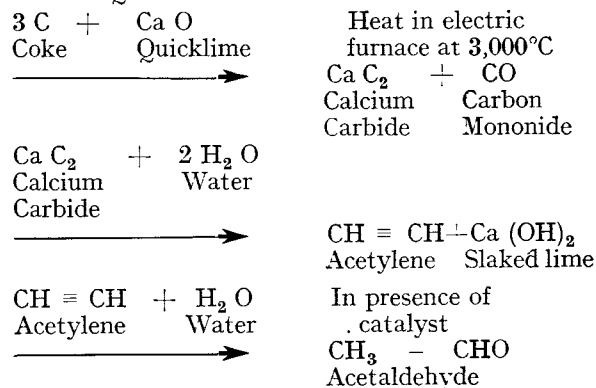 3 C + Ca O Heat in electric
Coke Quicklime furnace at 3,000°C
Ca C₂ + CO
Calcium Carbon
Carbide Mononide
Ca C₂ + 2 H₂ O
Calcium Water
Carbide
CH ≡ CH + Ca (OH)₂
Acetylene Slaked lime
CH ≡ CH + H₂ O In presence of
Acetylene Water . catalyst
CH₃ – CHO
Acetaldehyde